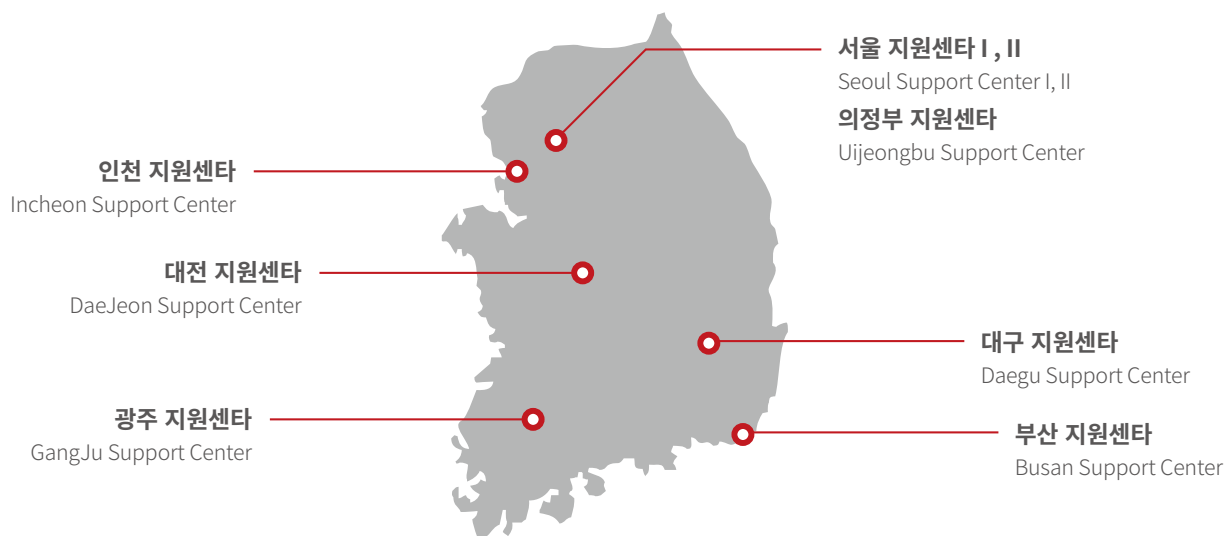 서울 지원센타 I , II
Seoul Support Center I, II
의정부 지원센타
Uijeongbu Support Center
인천 지원센타
Incheon Support Center
대전 지원센타
DaeJeon Support Center
대구 지원센타
Daegu Support Center
광주 지원센타
GangJu Support Center
부산 지원센타
Busan Support Center